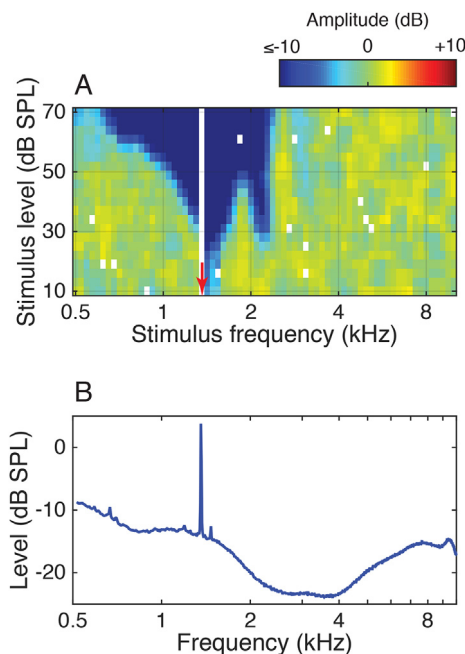 Amplitude (dB)
≤-10 0 +10
A
Stimulus level (dB SPL)
70
50
30
10
0.5 1 2 4 8
Stimulus frequency (kHz)
B
Level (dB SPL)
0
-10
-20
0.5 1 2 4 8
Frequency (kHz)